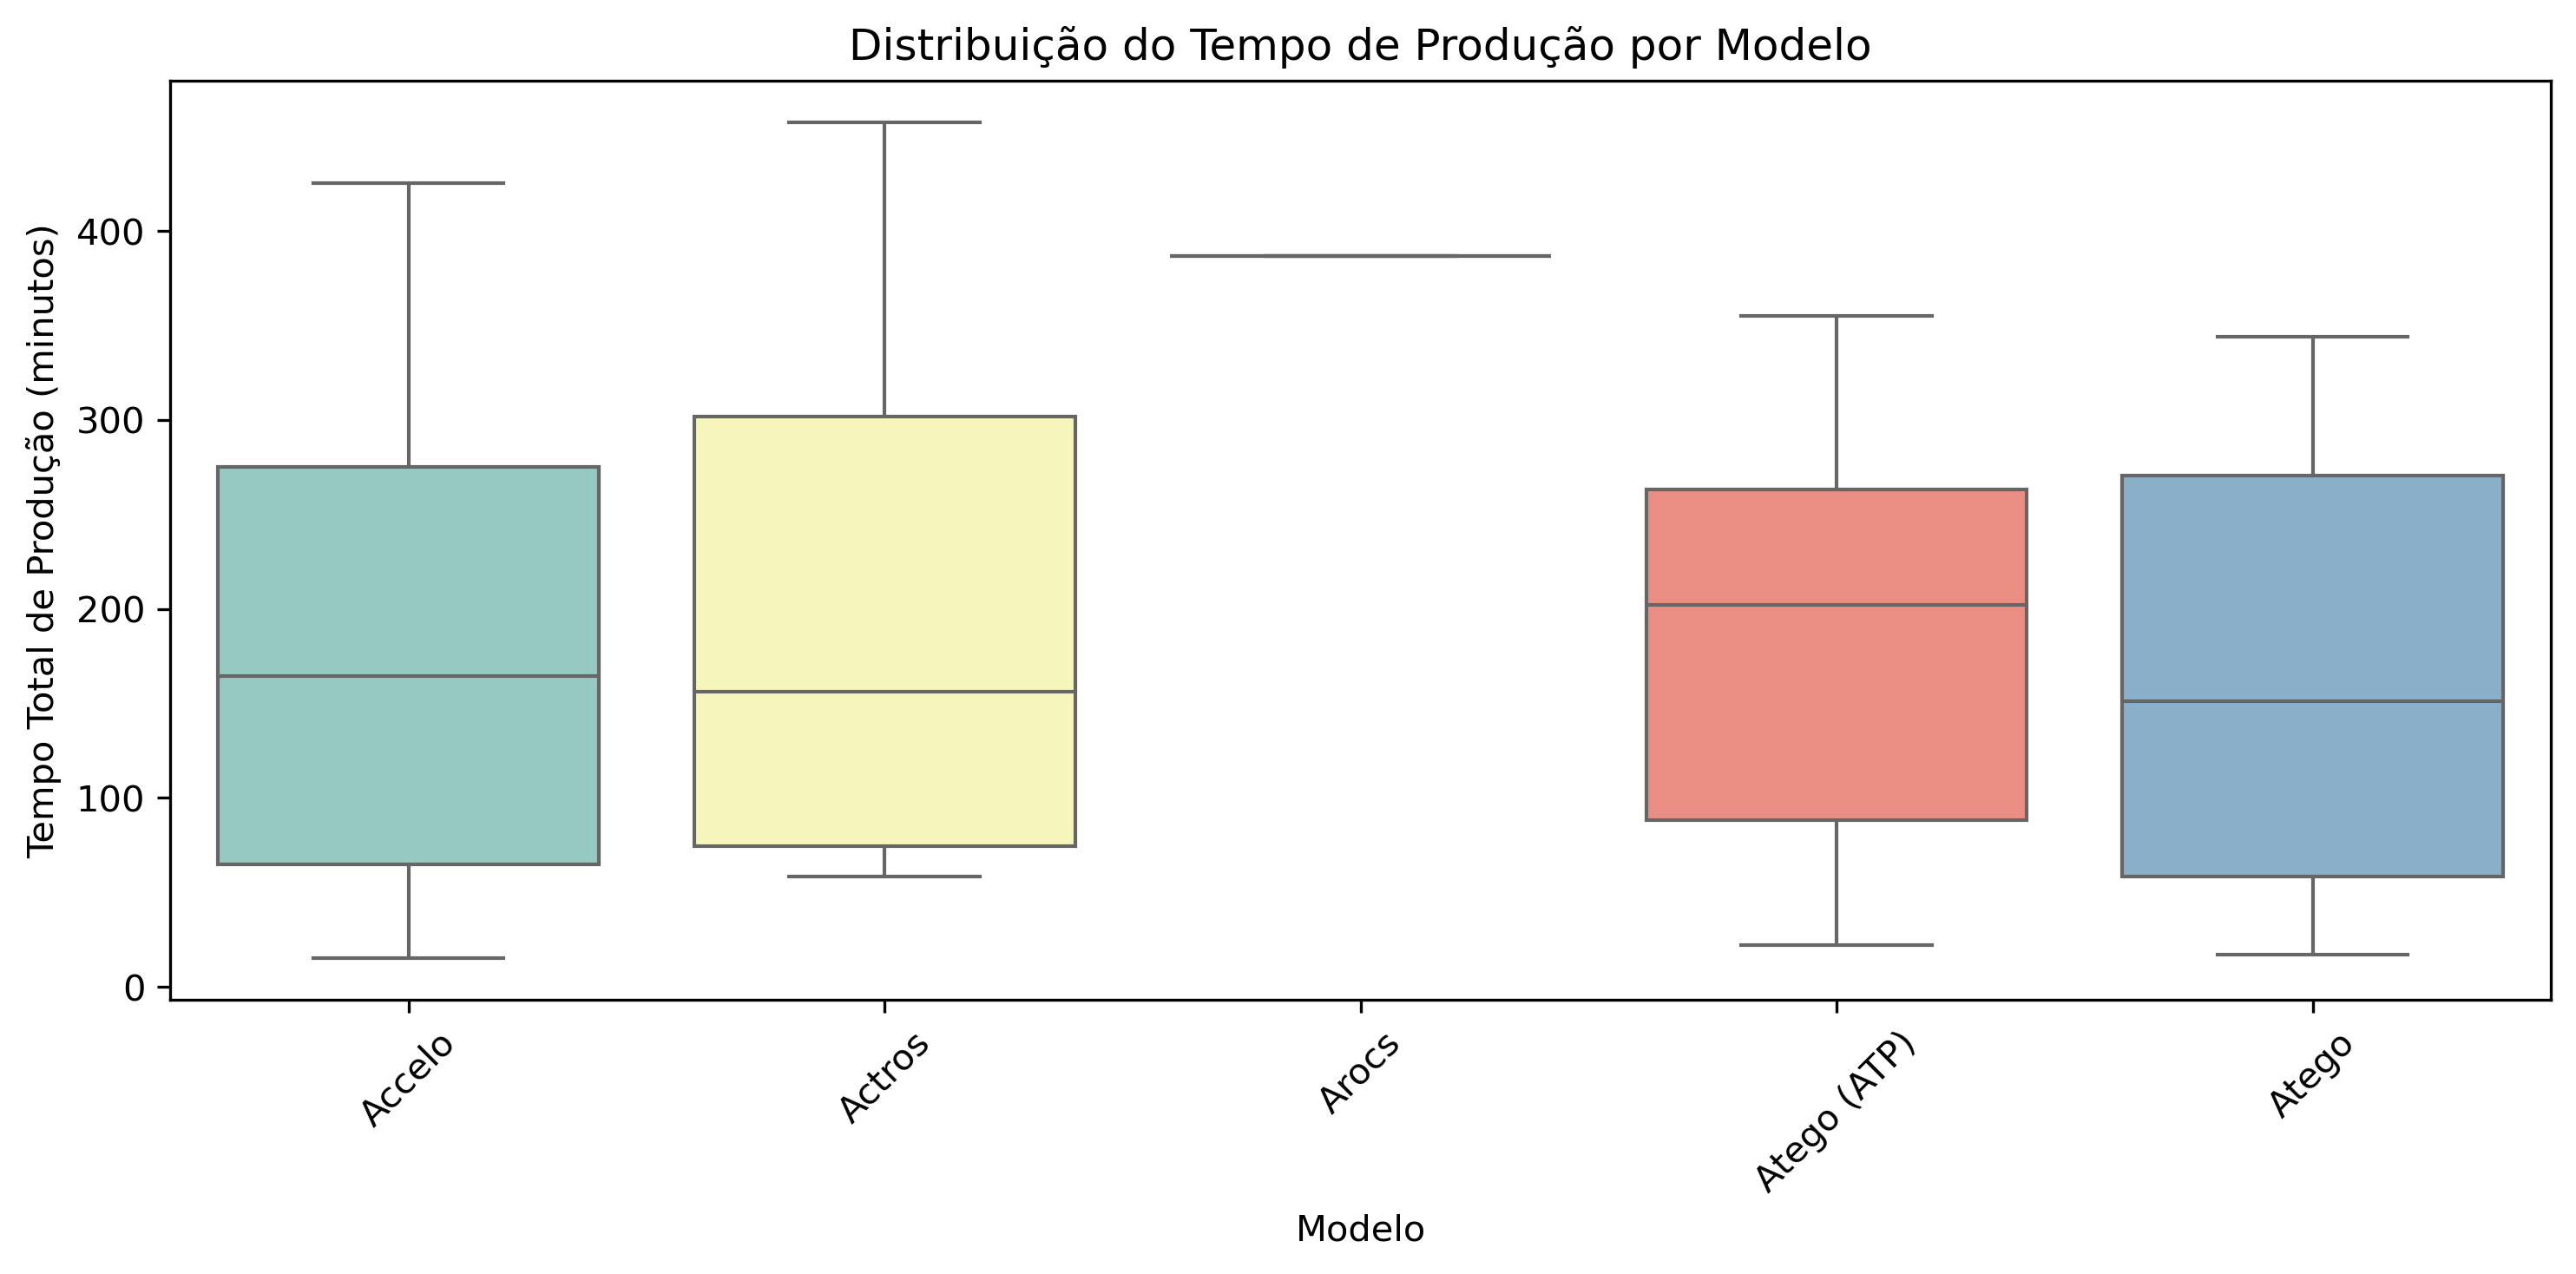 Distribuição do Tempo de Produção por Modelo
Tempo Total de Produção (minutos)
400
300
200
100
0
Accelo
Actros
Arocs
Atego (ATP)
Atego
Modelo